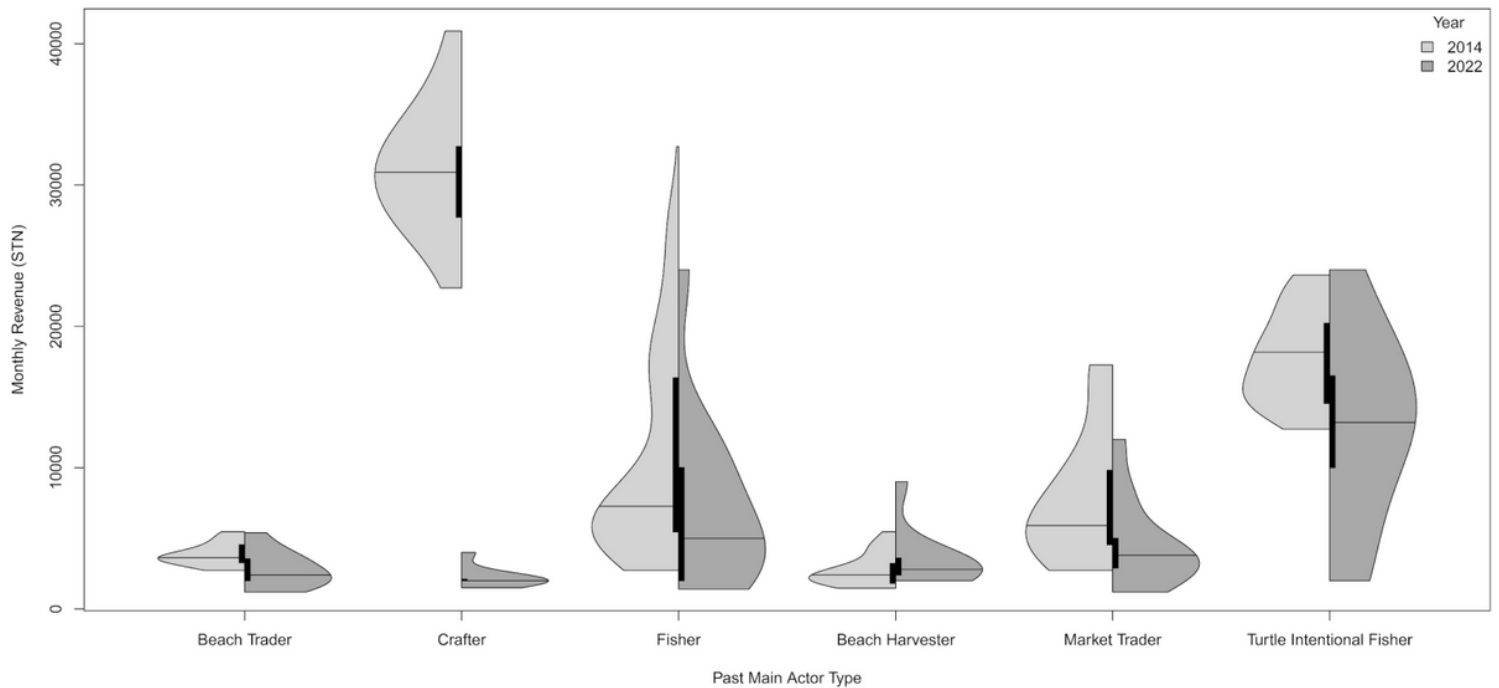 Year
2014
2022
Monthly Revenue (STN)
40000
30000
20000
10000
0
Beach Trader
Crafter
Fisher
Beach Harvester
Market Trader
Turtle Intentional Fisher
Past Main Actor Type